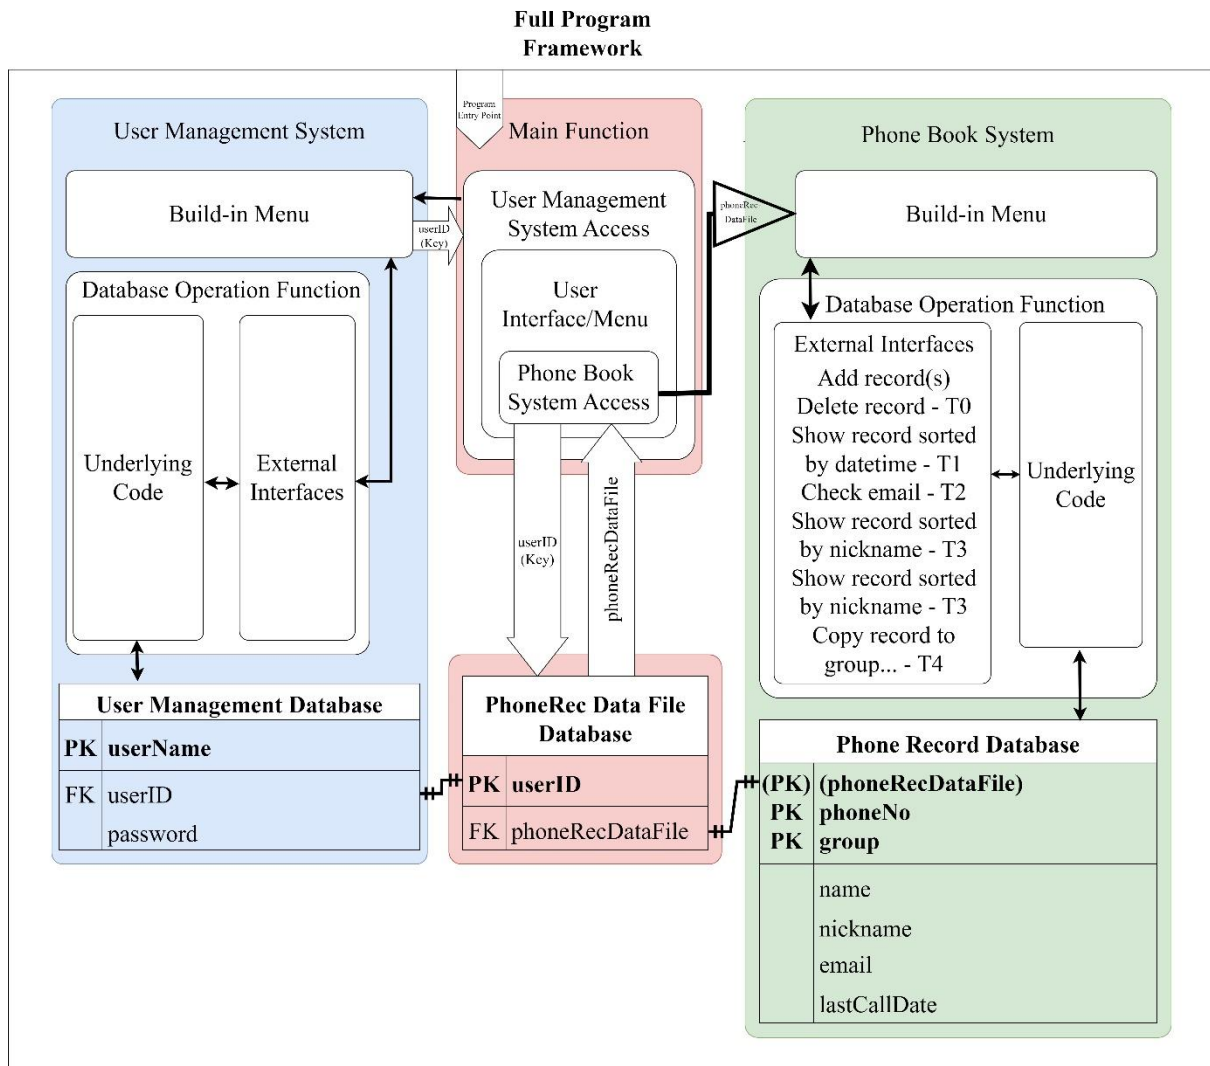 Full Program
Framework
User Management System
Build-in Menu
Database Operation Function
Underlying
Code
External
Interfaces
User Management Database
PK userName
FK userID
password
Program
Entry Point
Main Function
User Management
System Access
userID
(Key)
User
Interface/Menu
Phone Book
System Access
userID
(Key)
phoneRecDataFile
PhoneRec Data File
Database
PK userID
FK phoneRecDataFile
phoneRec
DataFile
Phone Book System
Build-in Menu
Database Operation Function
External Interfaces
Add record(s)
Delete record - T0
Show record sorted
by datetime - T1
Check email - T2
Show record sorted
by nickname - T3
Show record sorted
by nickname - T3
Copy record to
group... - T4
Underlying
Code
Phone Record Database
(PK) (phoneRecDataFile)
PK phoneNo
PK group
name
nickname
email
lastCallDate